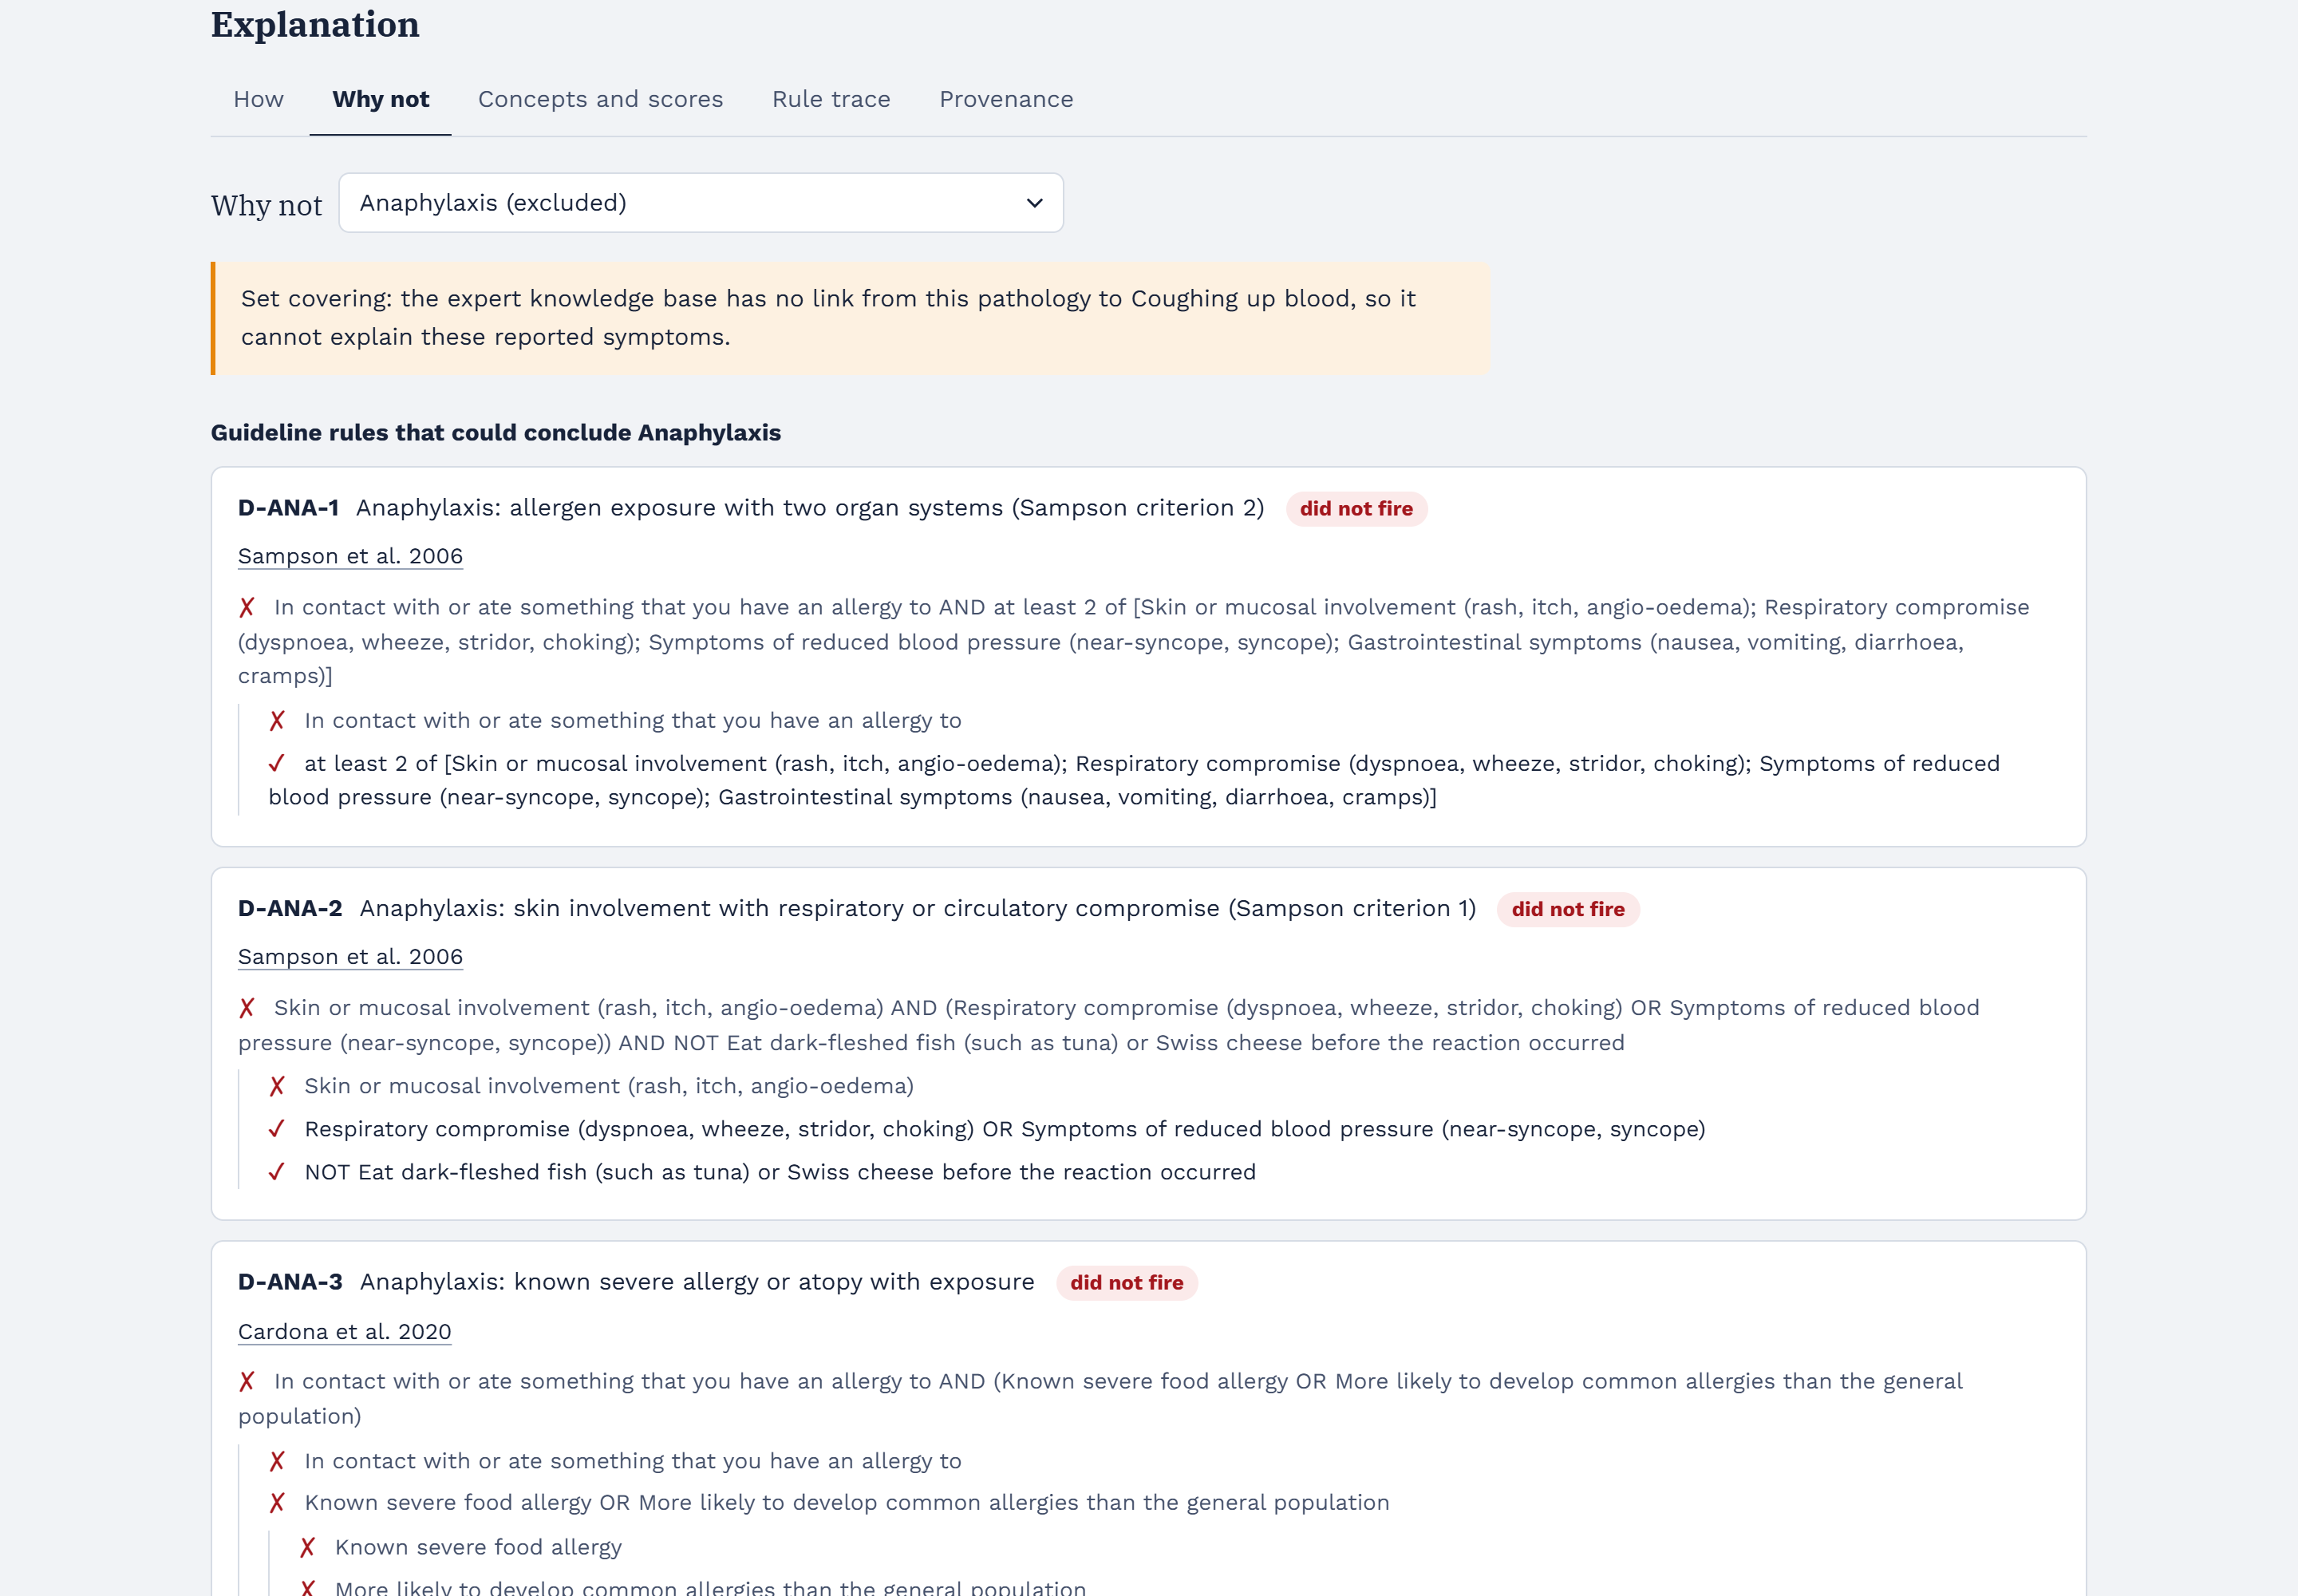 Explanation
How Why not Concepts and scores Rule trace Provenance
Why not Anaphylaxis (excluded)
Set covering: the expert knowledge base has no link from this pathology to Coughing up blood, so it
cannot explain these reported symptoms.
Guideline rules that could conclude Anaphylaxis
D-ANA-1 Anaphylaxis: allergen exposure with two organ systems (Sampson criterion 2) did not fire
Sampson et al. 2006
✗ In contact with or ate something that you have an allergy to AND at least 2 of [Skin or mucosal involvement (rash, itch, angio-oedema); Respiratory compromise
(dyspnoea, wheeze, stridor, choking); Symptoms of reduced blood pressure (near-syncope, syncope); Gastrointestinal symptoms (nausea, vomiting, diarrhoea,
cramps)]
✗ In contact with or ate something that you have an allergy to
✓ at least 2 of [Skin or mucosal involvement (rash, itch, angio-oedema); Respiratory compromise (dyspnoea, wheeze, stridor, choking); Symptoms of reduced
blood pressure (near-syncope, syncope); Gastrointestinal symptoms (nausea, vomiting, diarrhoea, cramps)]
D-ANA-2 Anaphylaxis: skin involvement with respiratory or circulatory compromise (Sampson criterion 1) did not fire
Sampson et al. 2006
✗ Skin or mucosal involvement (rash, itch, angio-oedema) AND (Respiratory compromise (dyspnoea, wheeze, stridor, choking) OR Symptoms of reduced blood
pressure (near-syncope, syncope)) AND NOT Eat dark-fleshed fish (such as tuna) or Swiss cheese before the reaction occurred
✗ Skin or mucosal involvement (rash, itch, angio-oedema)
✓ Respiratory compromise (dyspnoea, wheeze, stridor, choking) OR Symptoms of reduced blood pressure (near-syncope, syncope)
✓ NOT Eat dark-fleshed fish (such as tuna) or Swiss cheese before the reaction occurred
D-ANA-3 Anaphylaxis: known severe allergy or atopy with exposure did not fire
Cardona et al. 2020
✗ In contact with or ate something that you have an allergy to AND (Known severe food allergy OR More likely to develop common allergies than the general
population)
✗ In contact with or ate something that you have an allergy to
✗ Known severe food allergy OR More likely to develop common allergies than the general population
✗ Known severe food allergy
✗ More likely to develop common allergies than the general population